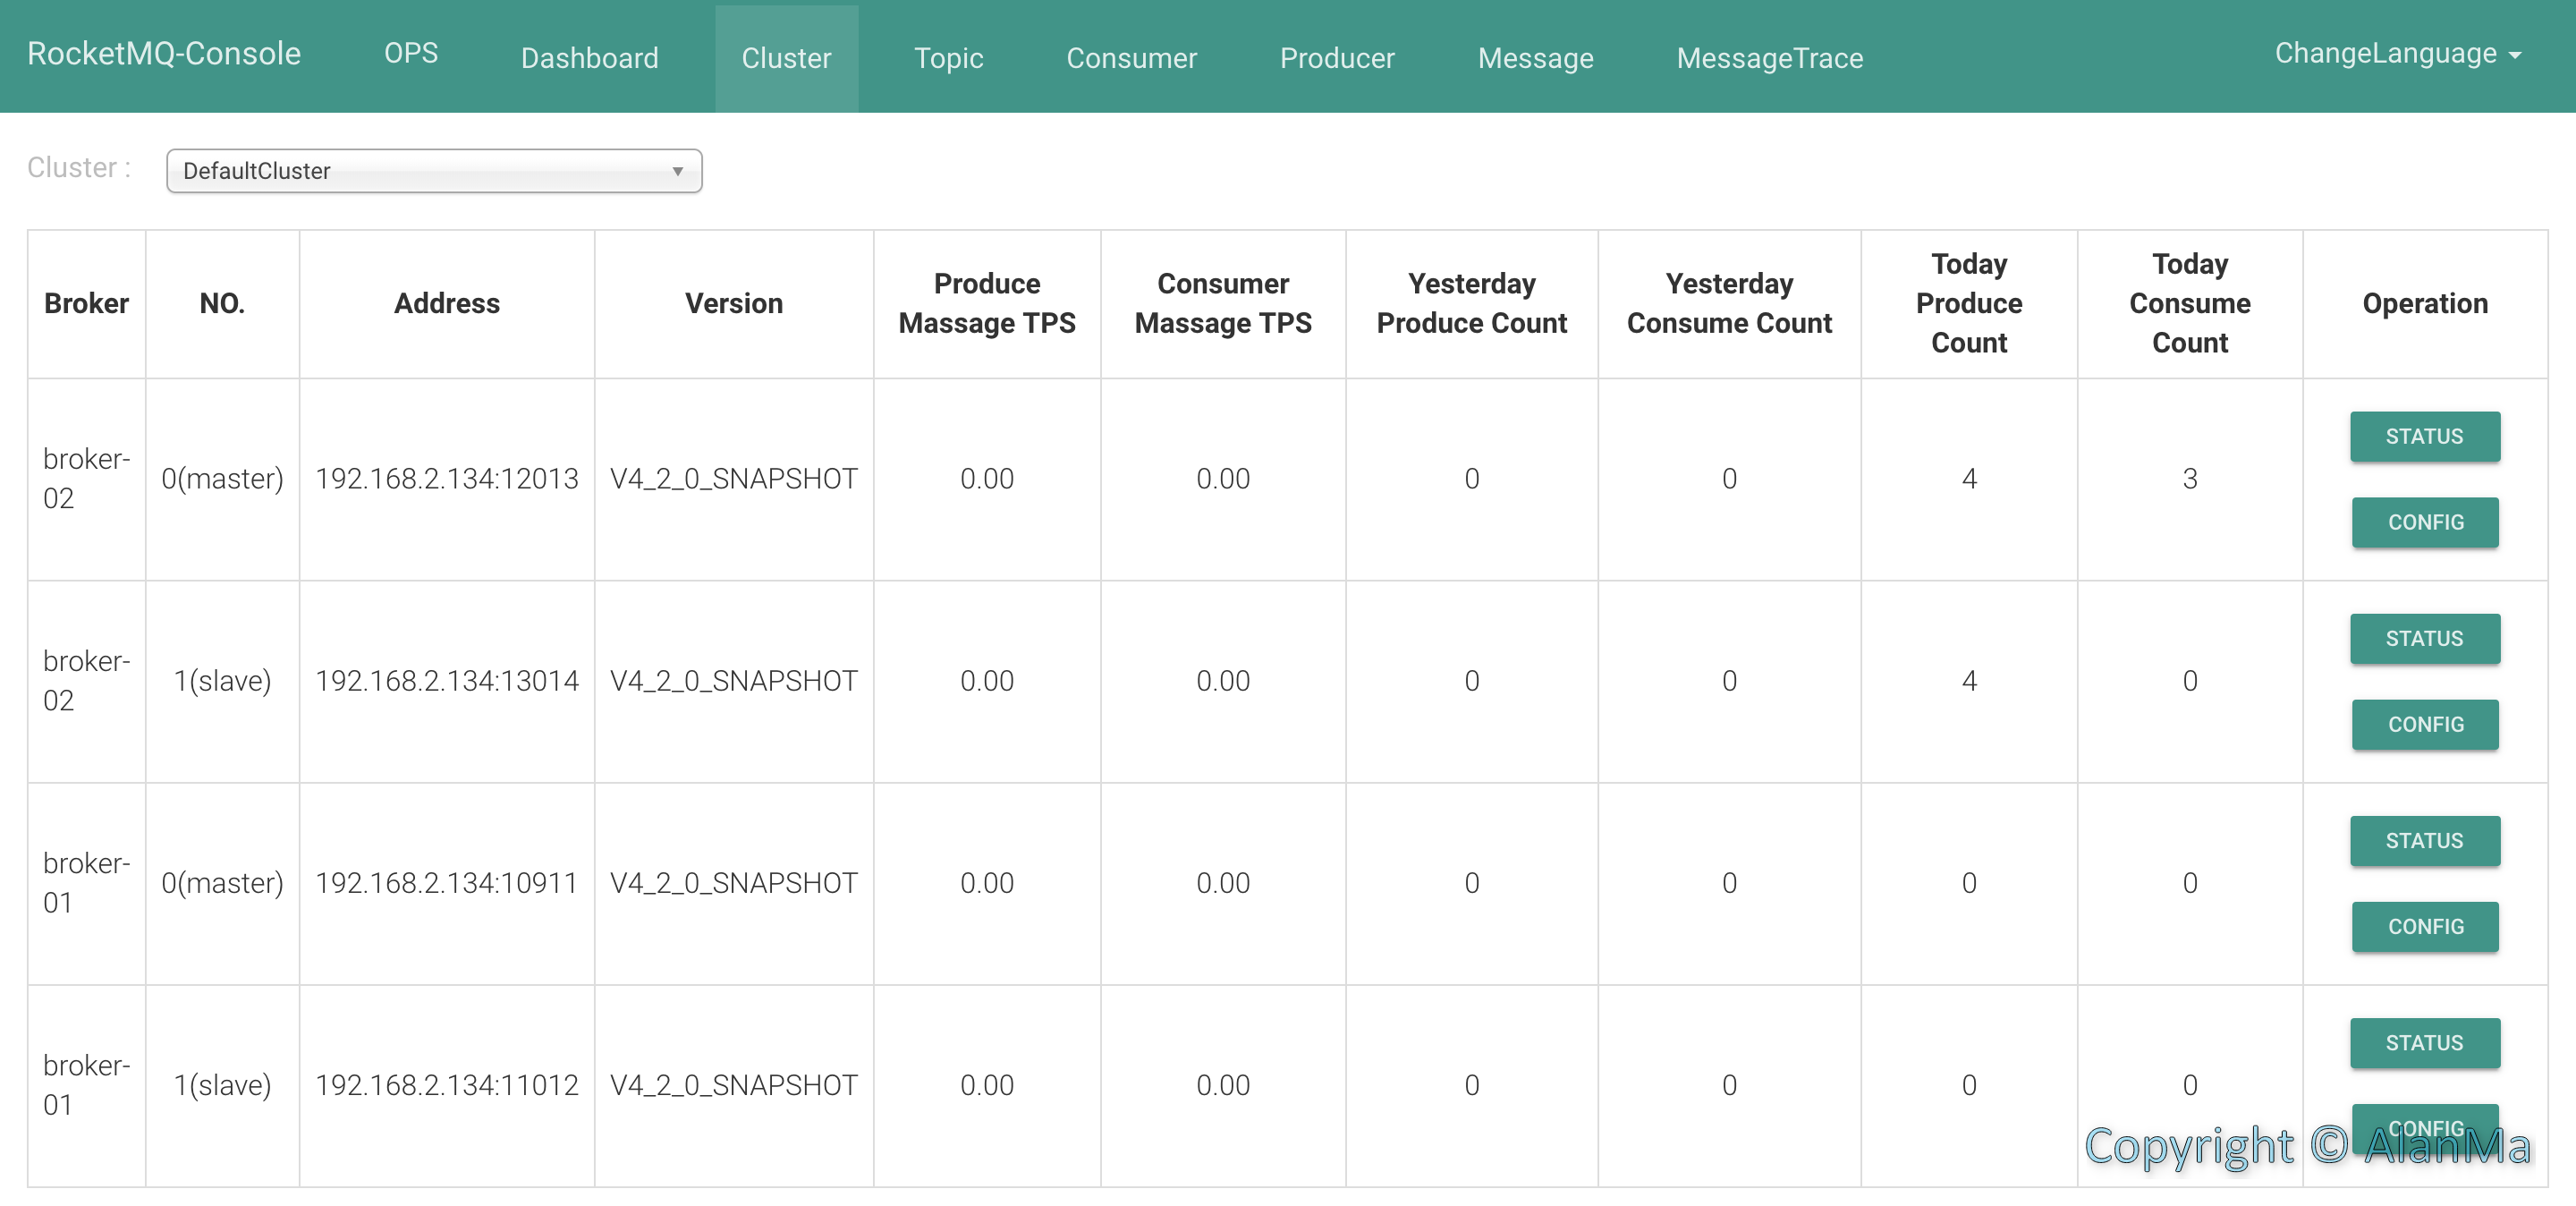 RocketMQ-Console OPS Dashboard Cluster Topic Consumer Producer Message MessageTrace ChangeLanguage
Cluster : DefaultCluster
Broker NO. Address Version Produce Massage TPS Consumer Massage TPS Yesterday Produce Count Yesterday Consume Count Today Produce Count Today Consume Count Operation
broker-02 0(master) 192.168.2.134:12013 V4_2_0_SNAPSHOT 0.00 0.00 0 0 4 3 STATUS CONFIG
broker-02 1(slave) 192.168.2.134:13014 V4_2_0_SNAPSHOT 0.00 0.00 0 0 4 0 STATUS CONFIG
broker-01 0(master) 192.168.2.134:10911 V4_2_0_SNAPSHOT 0.00 0.00 0 0 0 0 STATUS CONFIG
broker-01 1(slave) 192.168.2.134:11012 V4_2_0_SNAPSHOT 0.00 0.00 0 0 0 0 STATUS CONFIG
Copyright © AlanMa